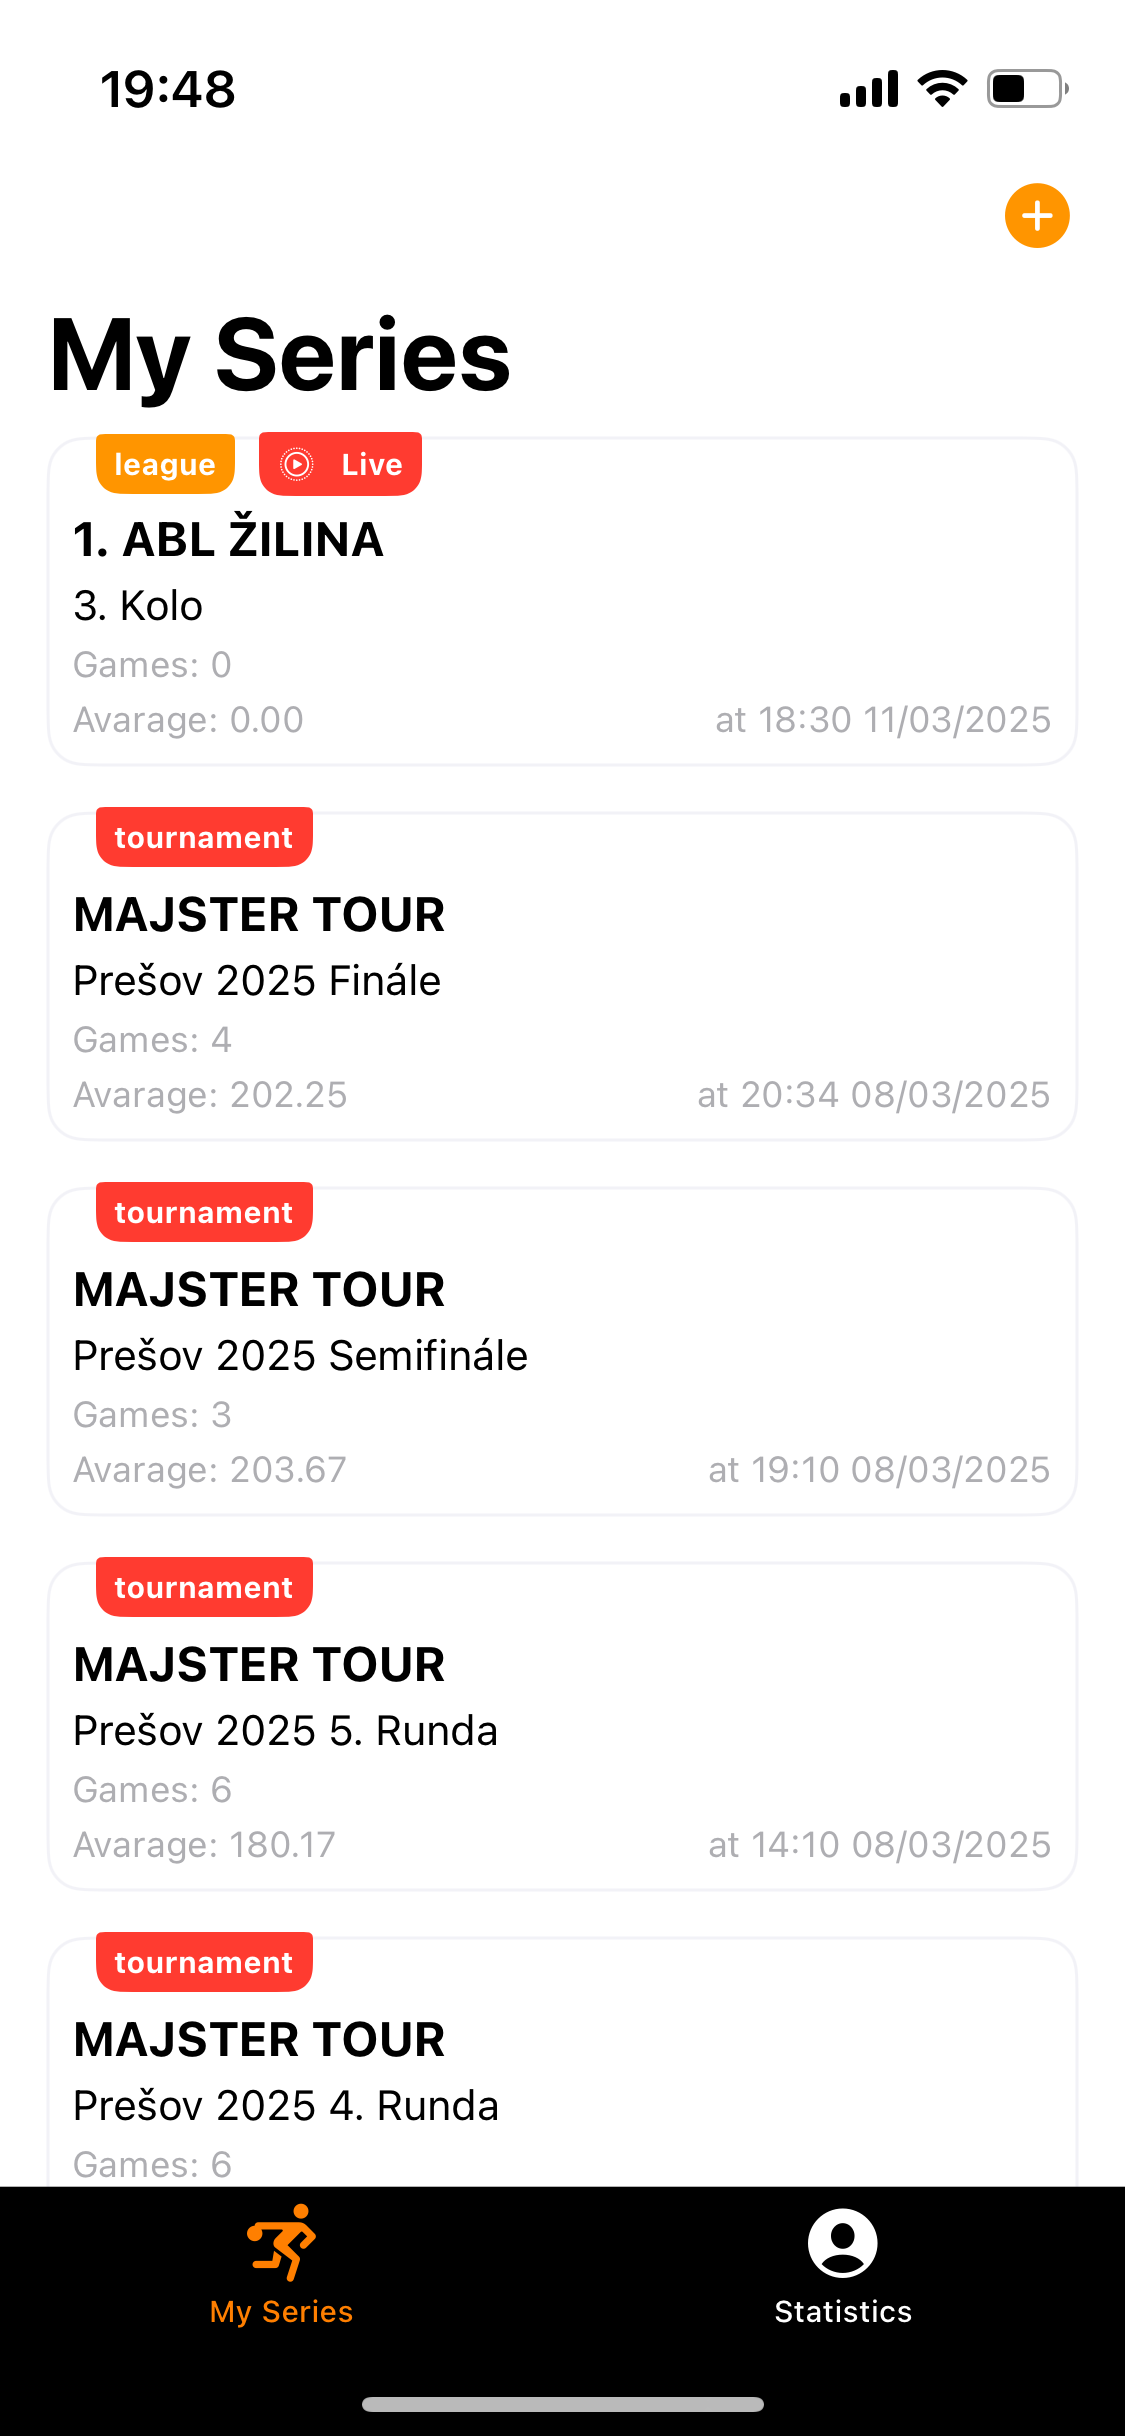 19:48
My Series
league Live
1. ABL ŽILINA
3. Kolo
Games: 0
Avarage: 0.00 at 18:30 11/03/2025
tournament
MAJSTER TOUR
Prešov 2025 Finále
Games: 4
Avarage: 202.25 at 20:34 08/03/2025
tournament
MAJSTER TOUR
Prešov 2025 Semifinále
Games: 3
Avarage: 203.67 at 19:10 08/03/2025
tournament
MAJSTER TOUR
Prešov 2025 5. Runda
Games: 6
Avarage: 180.17 at 14:10 08/03/2025
tournament
MAJSTER TOUR
Prešov 2025 4. Runda
Games: 6
My Series Statistics